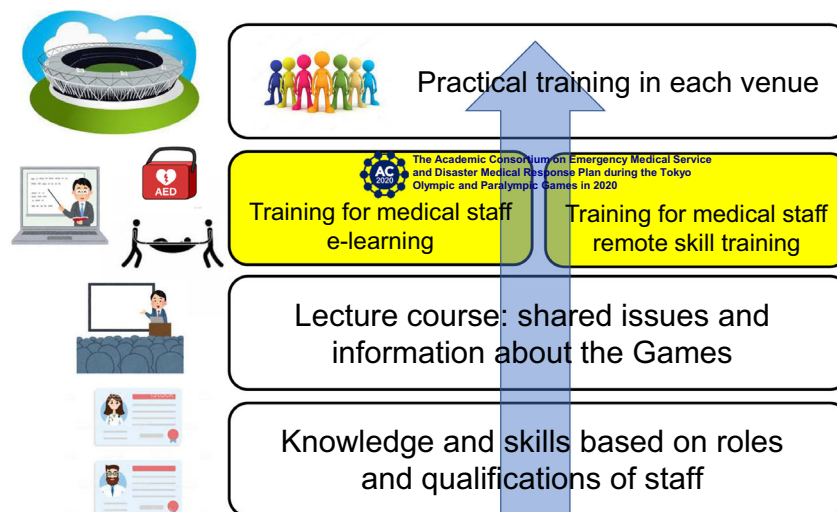 Practical training in each venue
AC
2020
The Academic Consortium on Emergency Medical Service
and Disaster Medical Response Plan during the Tokyo
Olympic and Paralympic Games in 2020
AED
Training for medical staff
e-learning
Training for medical staff
remote skill training
Lecture course: shared issues and
information about the Games
Knowledge and skills based on roles
and qualifications of staff